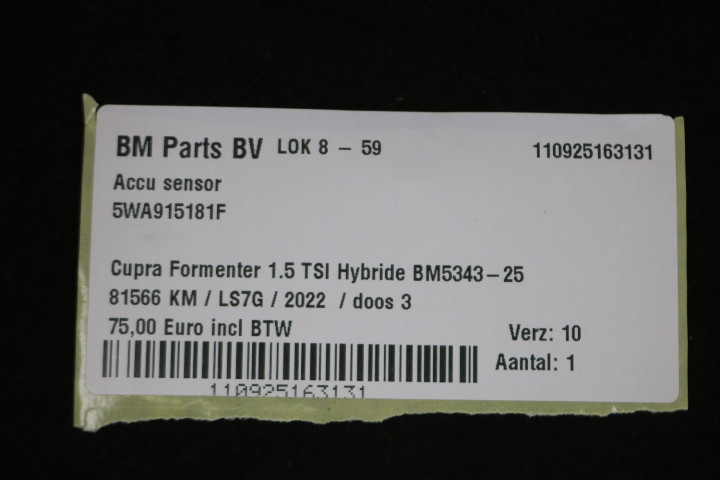 BM Parts BV LOK 8 – 59 110925163131
Accu sensor
5WA915181F
Cupra Formenter 1.5 TSI Hybride BM5343–25
81566 KM / LS7G / 2022 / doos 3
75,00 Euro incl BTW Verz: 10
Aantal: 1
110925163131